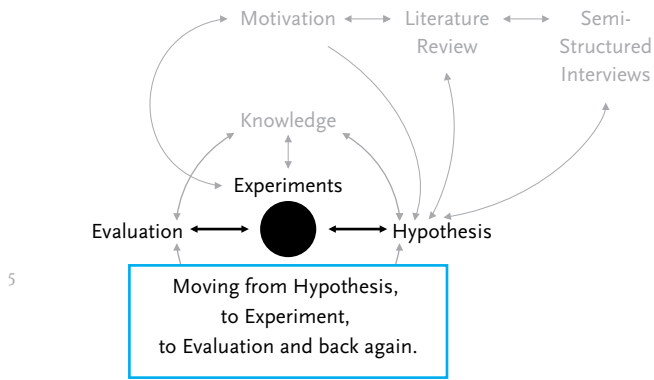 Motivation
Literature
Review
Semi-
Structured
Interviews
Knowledge
Experiments
Evaluation
Hypothesis
5
Moving from Hypothesis,
to Experiment,
to Evaluation and back again.